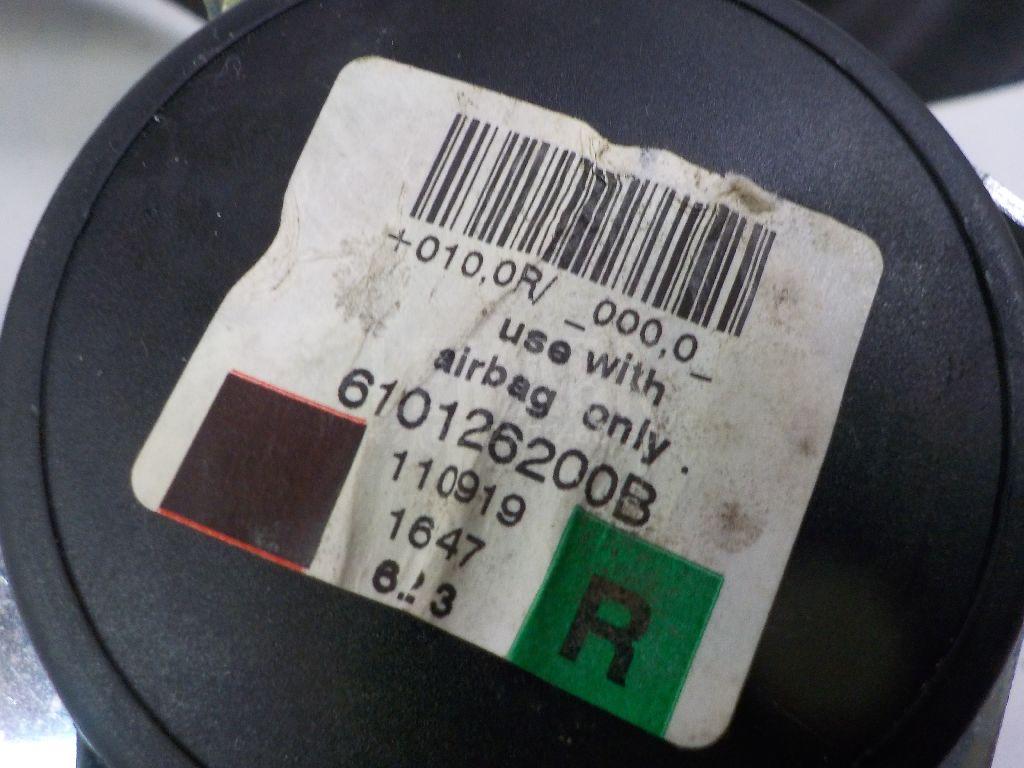 +010,0R/ _000,0_
use with
airbag only.
610126200B
110919
1647
R